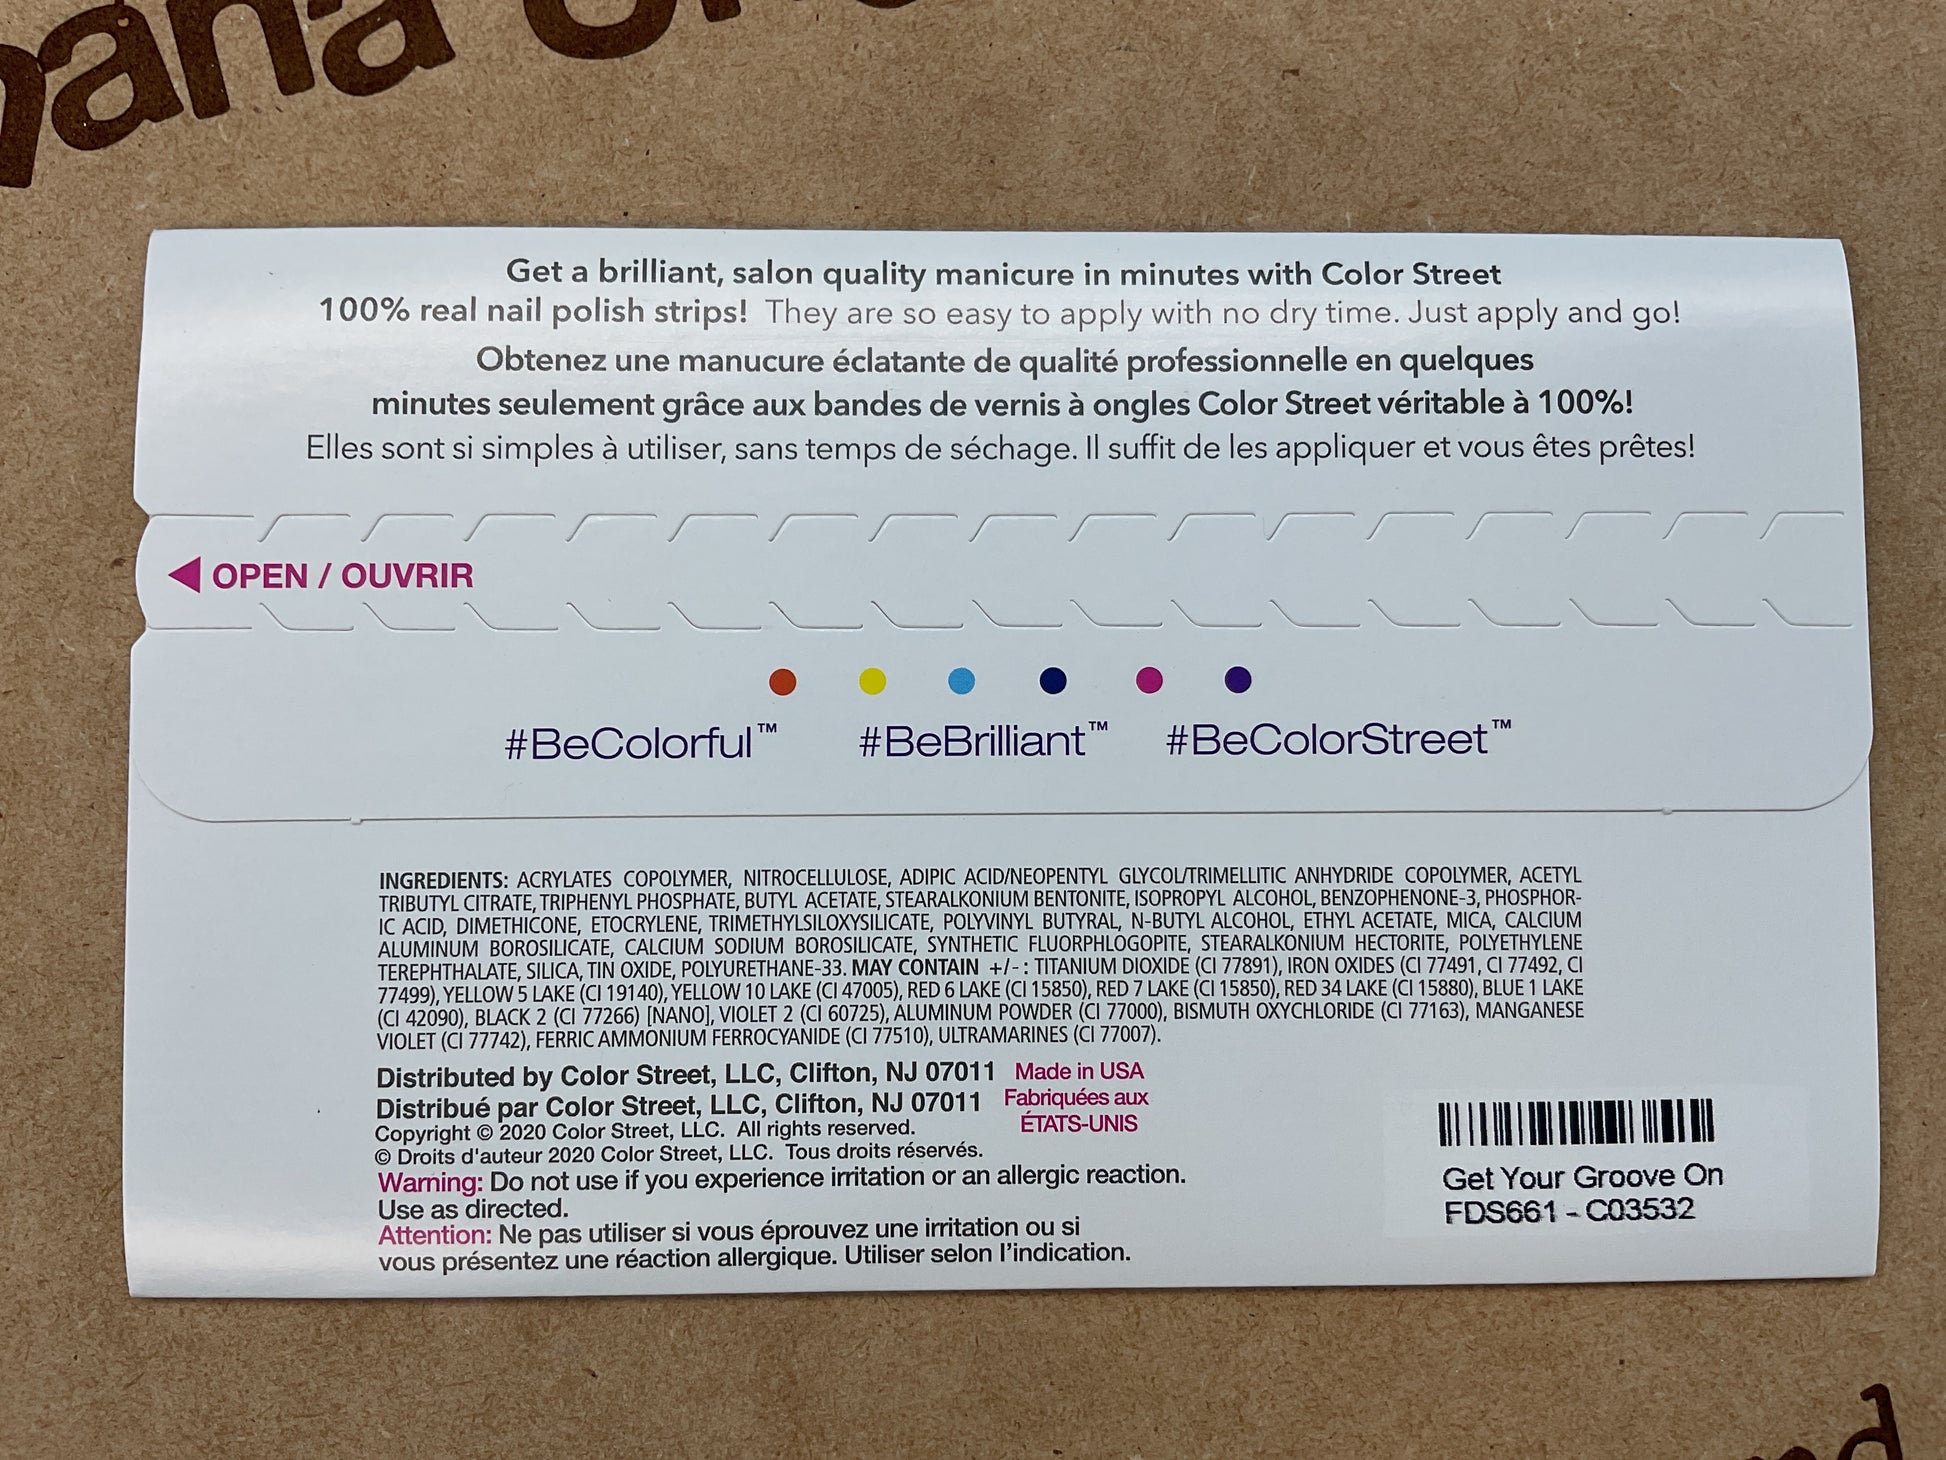 Get a brilliant, salon quality manicure in minutes with Color Street
100% real nail polish strips! They are so easy to apply with no dry time. Just apply and go!
Obtenez une manucure éclatante de qualité professionnelle en quelques
minutes seulement grâce aux bandes de vernis à ongles Color Street véritable à 100%!
Elles sont si simples à utiliser, sans temps de séchage. Il suffit de les appliquer et vous êtes prêtes!
OPEN / OUVRIR
#BeColorful™ #BeBrilliant™ #BeColorStreet™
INGREDIENTS: ACRYLATES COPOLYMER, NITROCELLULOSE, ADIPIC ACID/NEOPENTYL GLYCOL/TRIMELLITIC ANHYDRIDE COPOLYMER, ACETYL
TRIBUTYL CITRATE, TRIPHENYL PHOSPHATE, BUTYL ACETATE, STEARALKONIUM BENTONITE, ISOPROPYL ALCOHOL, BENZOPHENONE-3, PHOSPHOR-
IC ACID, DIMETHICONE, ETOCRYLENE, TRIMETHYLSILOXYSILICATE, POLYVINYL BUTYRAL, N-BUTYL ALCOHOL, ETHYL ACETATE, MICA, CALCIUM
ALUMINUM BOROSILICATE, CALCIUM SODIUM BOROSILICATE, SYNTHETIC FLUORPHLOGOPITE, STEARALKONIUM HECTORITE, POLYETHYLENE
TEREPHTHALATE, SILICA, TIN OXIDE, POLYURETHANE-33. MAY CONTAIN +/- : TITANIUM DIOXIDE (CI 77891), IRON OXIDES (CI 77491, CI 77492, CI
77499), YELLOW 5 LAKE (CI 19140), YELLOW 10 LAKE (CI 47005), RED 6 LAKE (CI 15850), RED 7 LAKE (CI 15850), RED 34 LAKE (CI 15880), BLUE 1 LAKE
(CI 42090), BLACK 2 (CI 77266) [NANO], VIOLET 2 (CI 60725), ALUMINUM POWDER (CI 77000), BISMUTH OXYCHLORIDE (CI 77163), MANGANESE
VIOLET (CI 77742), FERRIC AMMONIUM FERROCYANIDE (CI 77510), ULTRAMARINES (CI 77007).
Distributed by Color Street, LLC, Clifton, NJ 07011
Distribué par Color Street, LLC, Clifton, NJ 07011
Made in USA
Fabriquées aux
ÉTATS-UNIS
Copyright © 2020 Color Street, LLC. All rights reserved.
© Droits d'auteur 2020 Color Street, LLC. Tous droits réservés.
Warning: Do not use if you experience irritation or an allergic reaction.
Use as directed.
Attention: Ne pas utiliser si vous éprouvez une irritation ou si
vous présentez une réaction allergique. Utiliser selon l'indication.
Get Your Groove On
FDS661 - C03532